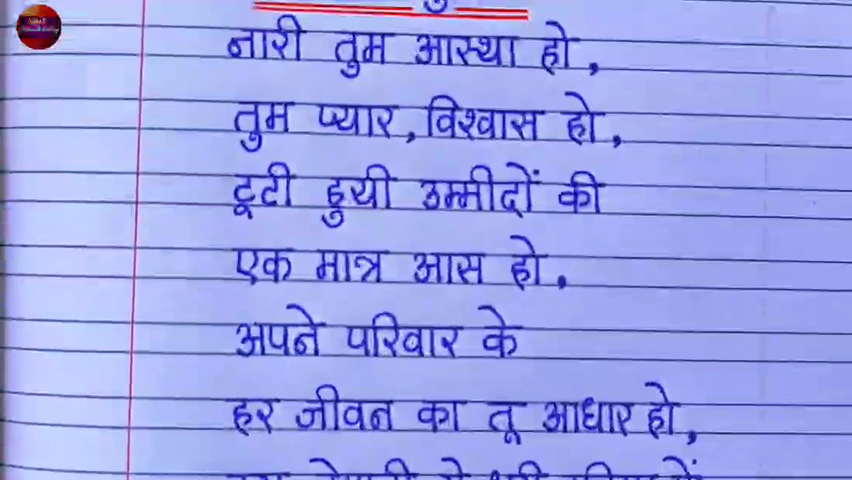 नारी तुम आस्था हो,
तुम प्यार, विश्वास हो,
टूटी हुयी उम्मीदों की
एक मात्र आस हो.
अपने परिवार के
हर जीवन का तू आधार हो,